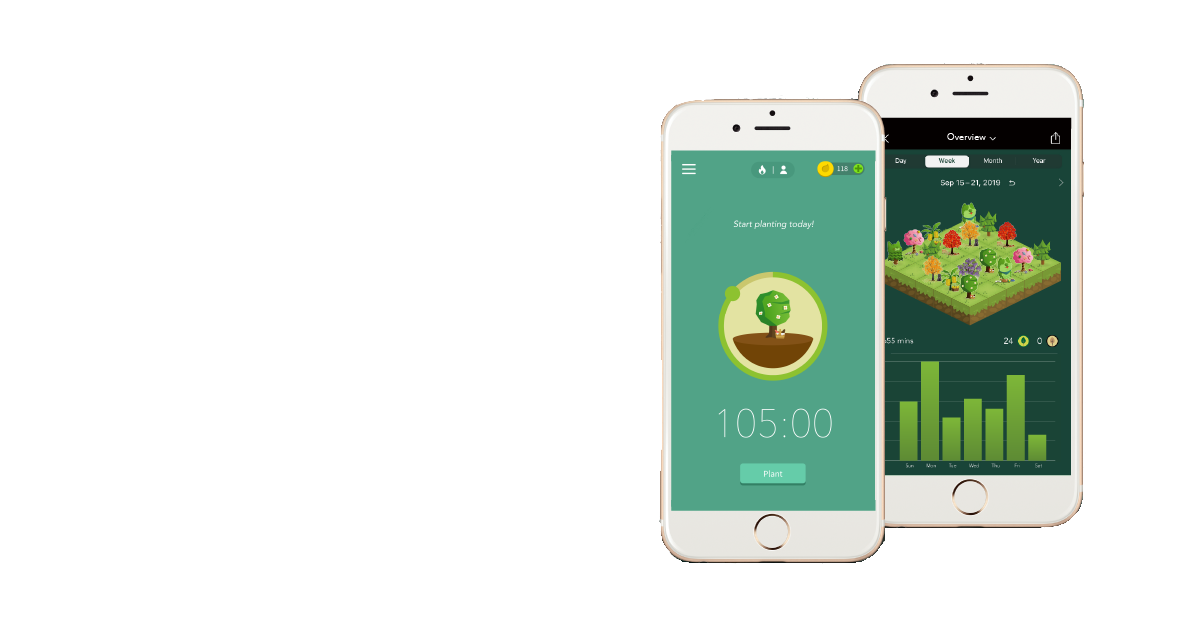 118
Start planting today!
105:00
Plant
Overview
Day Week Month Year
Sep 15–21, 2019
mins
24 0
Sun Mon Tue Wed Thu Fri Sat